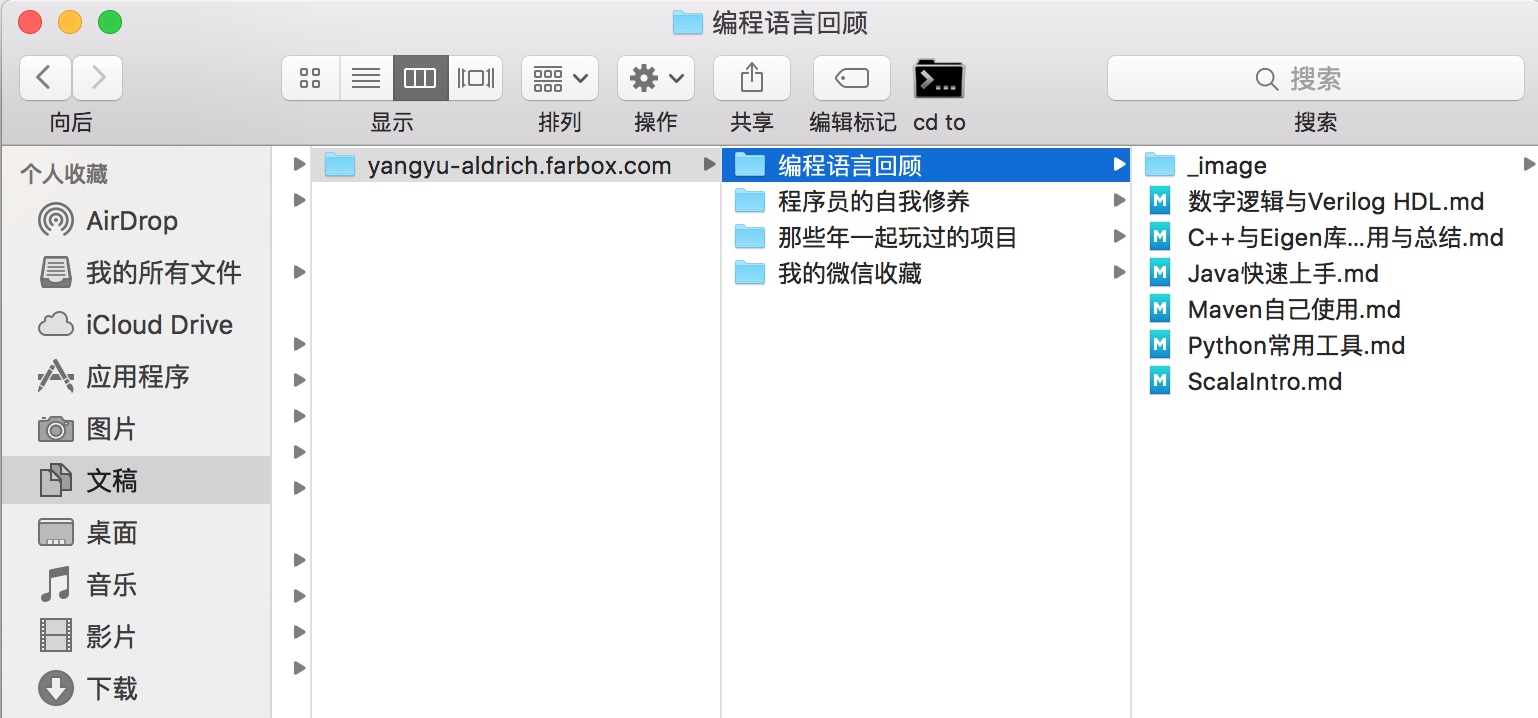 编程语言回顾
向后
显示
排列
操作
共享
编辑标记
cd to
搜索
搜索
个人收藏
AirDrop
我的所有文件
iCloud Drive
应用程序
图片
文稿
桌面
音乐
影片
下载
yangyu-aldrich.farbox.com
编程语言回顾
程序员的自我修养
那些年一起玩过的项目
我的微信收藏
_image
数字逻辑与Verilog HDL.md
C++与Eigen库...用与总结.md
Java快速上手.md
Maven自己使用.md
Python常用工具.md
ScalaIntro.md